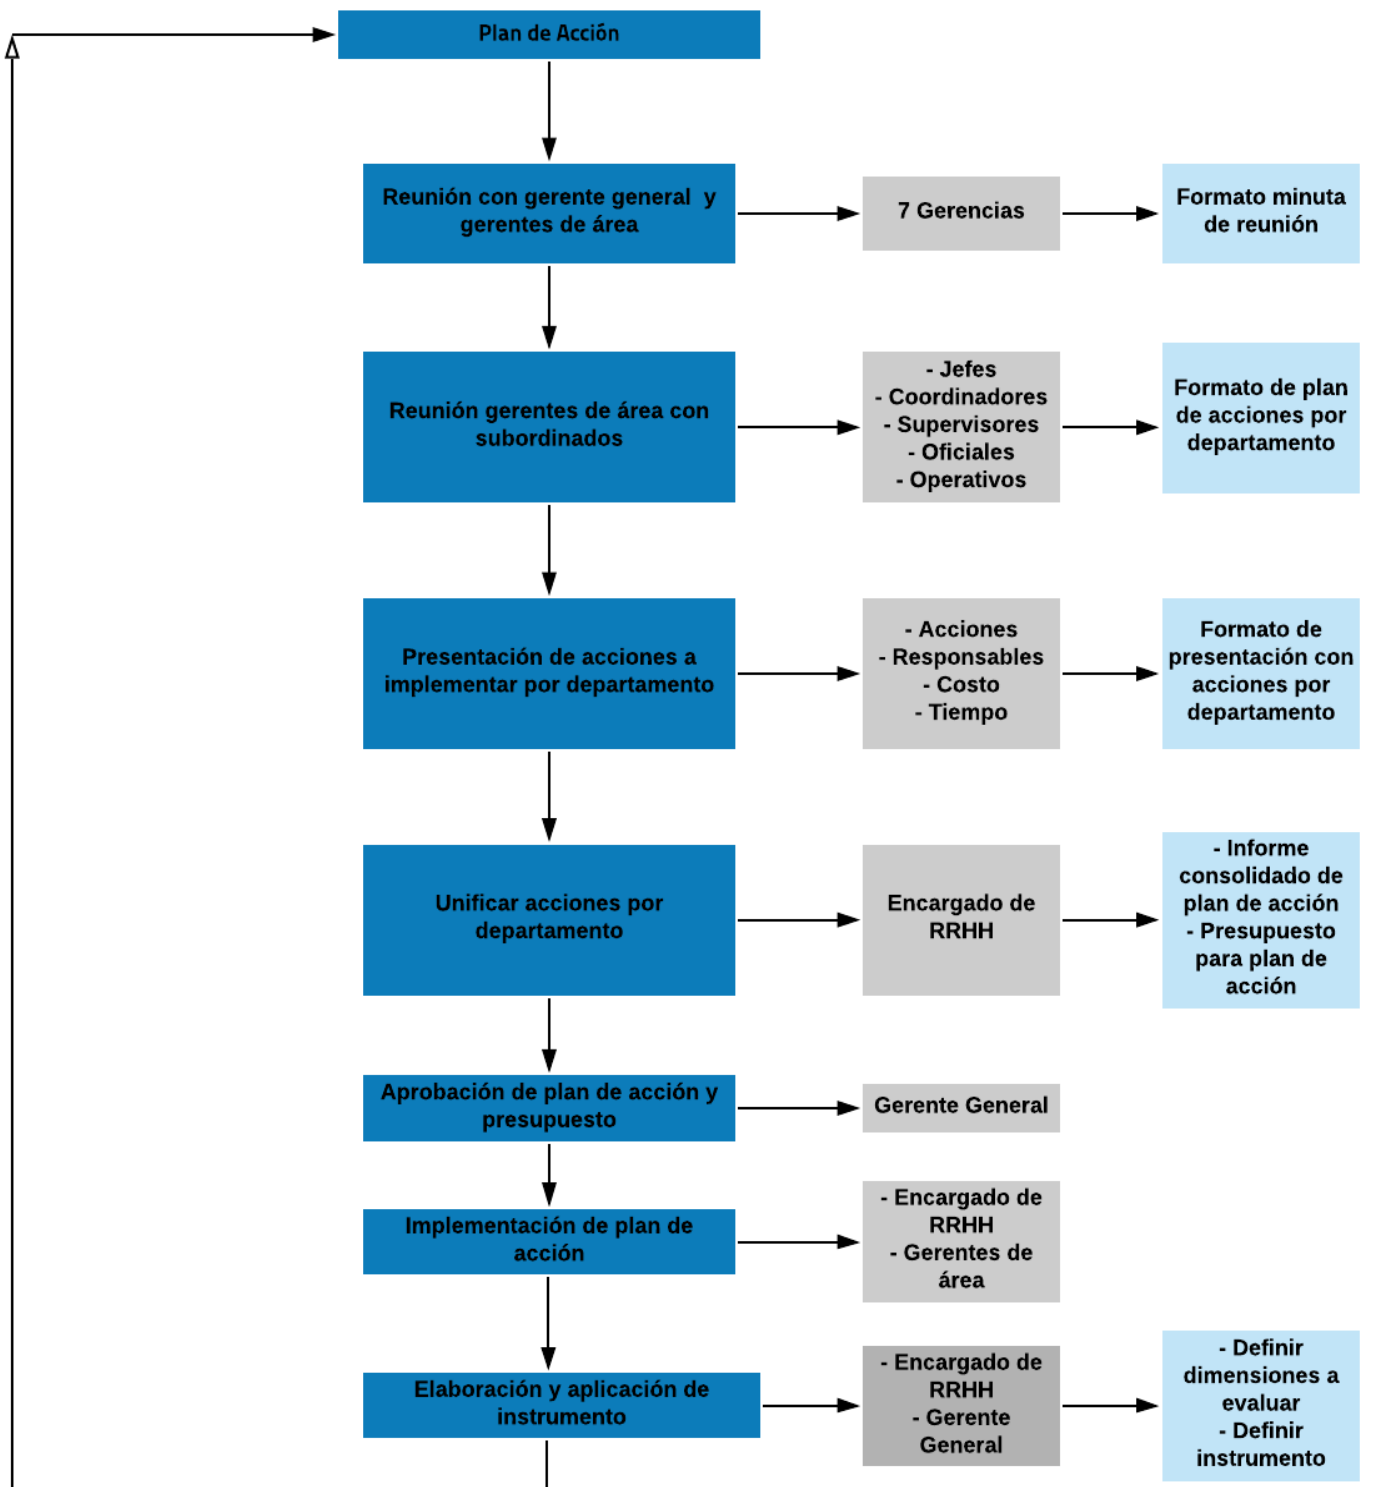 Plan de Acción
Reunión con gerente general y
gerentes de área
7 Gerencias
Formato minuta
de reunión
Reunión gerentes de área con
subordinados
- Jefes
- Coordinadores
- Supervisores
- Oficiales
- Operativos
Formato de plan
de acciones por
departamento
Presentación de acciones a
implementar por departamento
- Acciones
- Responsables
- Costo
- Tiempo
Formato de
presentación con
acciones por
departamento
Unificar acciones por
departamento
Encargado de
RRHH
- Informe
consolidado de
plan de acción
- Presupuesto
para plan de
acción
Aprobación de plan de acción y
presupuesto
Gerente General
Implementación de plan de
acción
- Encargado de
RRHH
- Gerentes de
área
Elaboración y aplicación de
instrumento
- Encargado de
RRHH
- Gerente
General
- Definir
dimensiones a
evaluar
- Definir
instrumento